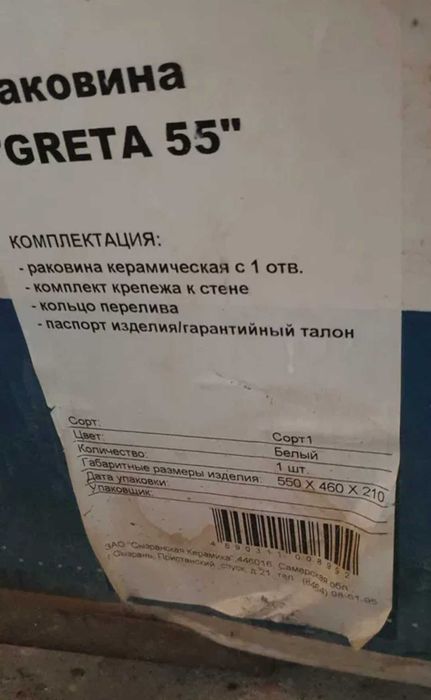 аковина
"GRETA 55"
КОМПЛЕКТАЦИЯ:
- раковина керамическая с 1 отв.
- комплект крепежа к стене
- кольцо перелива
- паспорт изделия/гарантийный талон
Сорт: Сорт1
Цвет: Белый
Количество: 1 шт.
Габаритные размеры изделия: 550 X 460 X 210
Дата упаковки:
Упаковщик:
ЗАО "Сызранская Керамика" 446016 Самарская обл.
г.Сызрань, Пристанский спуск, д.21, тел. (8464) 98-61-95